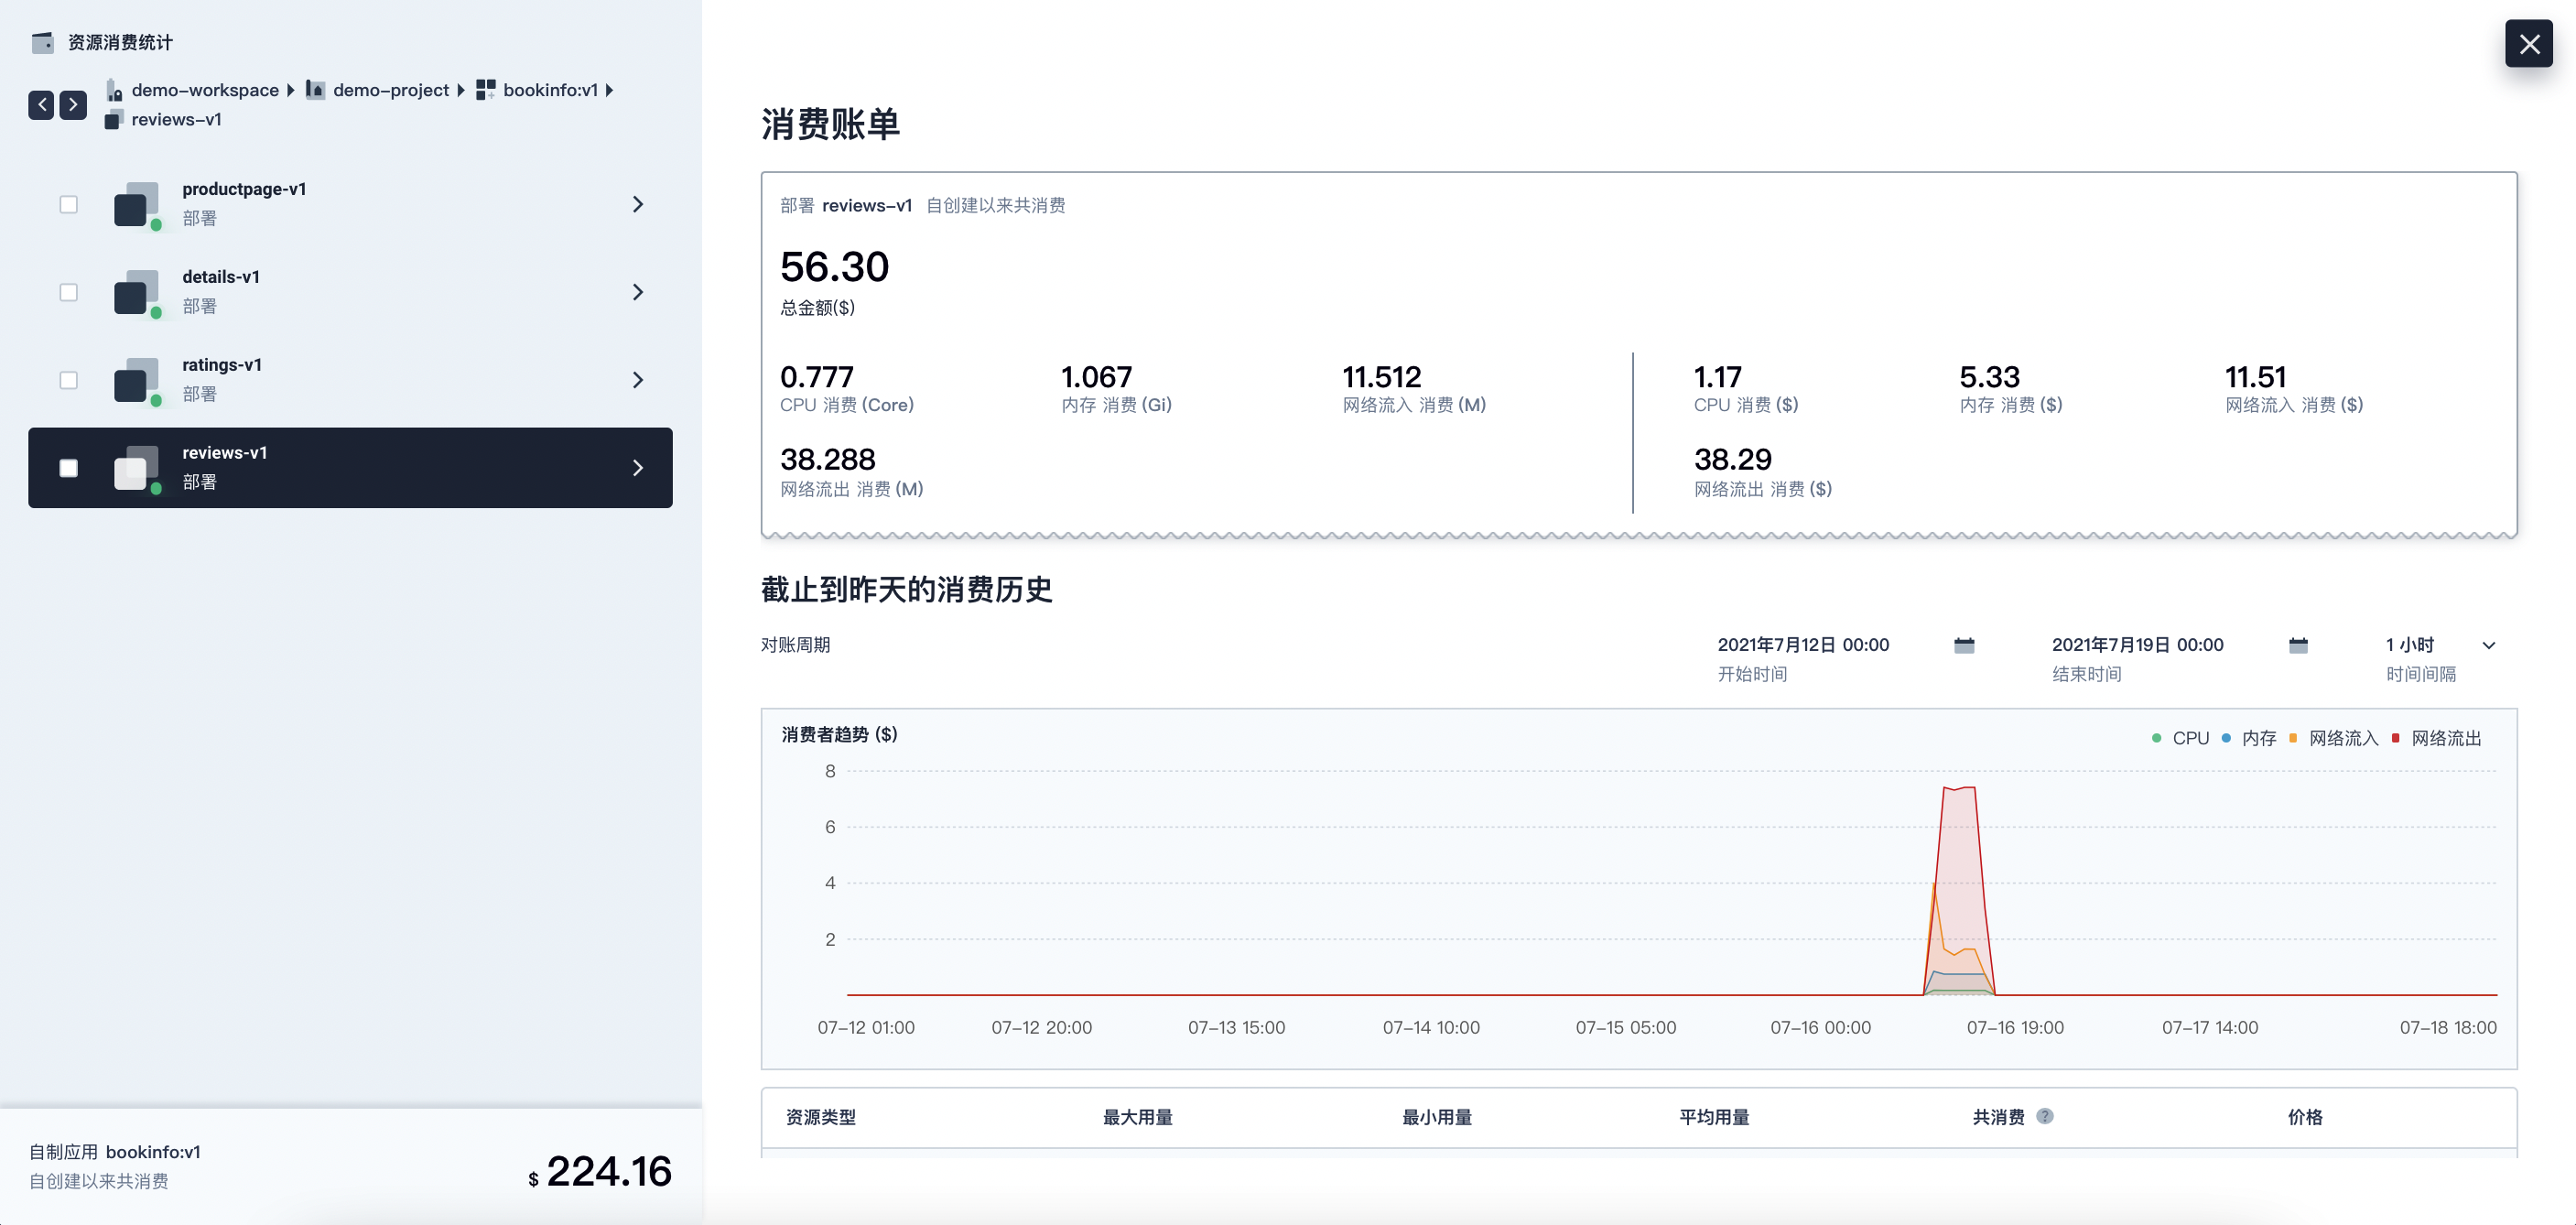 资源消费统计
demo-workspace
demo-project
bookinfo:v1
reviews-v1
productpage-v1
部署
details-v1
部署
ratings-v1
部署
reviews-v1
部署
自制应用 bookinfo:v1
自创建以来共消费
$ 224.16
消费账单
部署 reviews-v1 自创建以来共消费
56.30
总金额($)
0.777
CPU 消费 (Core)
1.067
内存 消费 (Gi)
11.512
网络流入 消费 (M)
38.288
网络流出 消费 (M)
1.17
CPU 消费 ($)
5.33
内存 消费 ($)
11.51
网络流入 消费 ($)
38.29
网络流出 消费 ($)
截止到昨天的消费历史
对账周期
2021年7月12日 00:00
开始时间
2021年7月19日 00:00
结束时间
1 小时
时间间隔
消费者趋势 ($)
CPU 内存 网络流入 网络流出
8
6
4
2
07-12 01:00 07-12 20:00 07-13 15:00 07-14 10:00 07-15 05:00 07-16 00:00 07-16 19:00 07-17 14:00 07-18 18:00
资源类型 最大用量 最小用量 平均用量 共消费 ? 价格